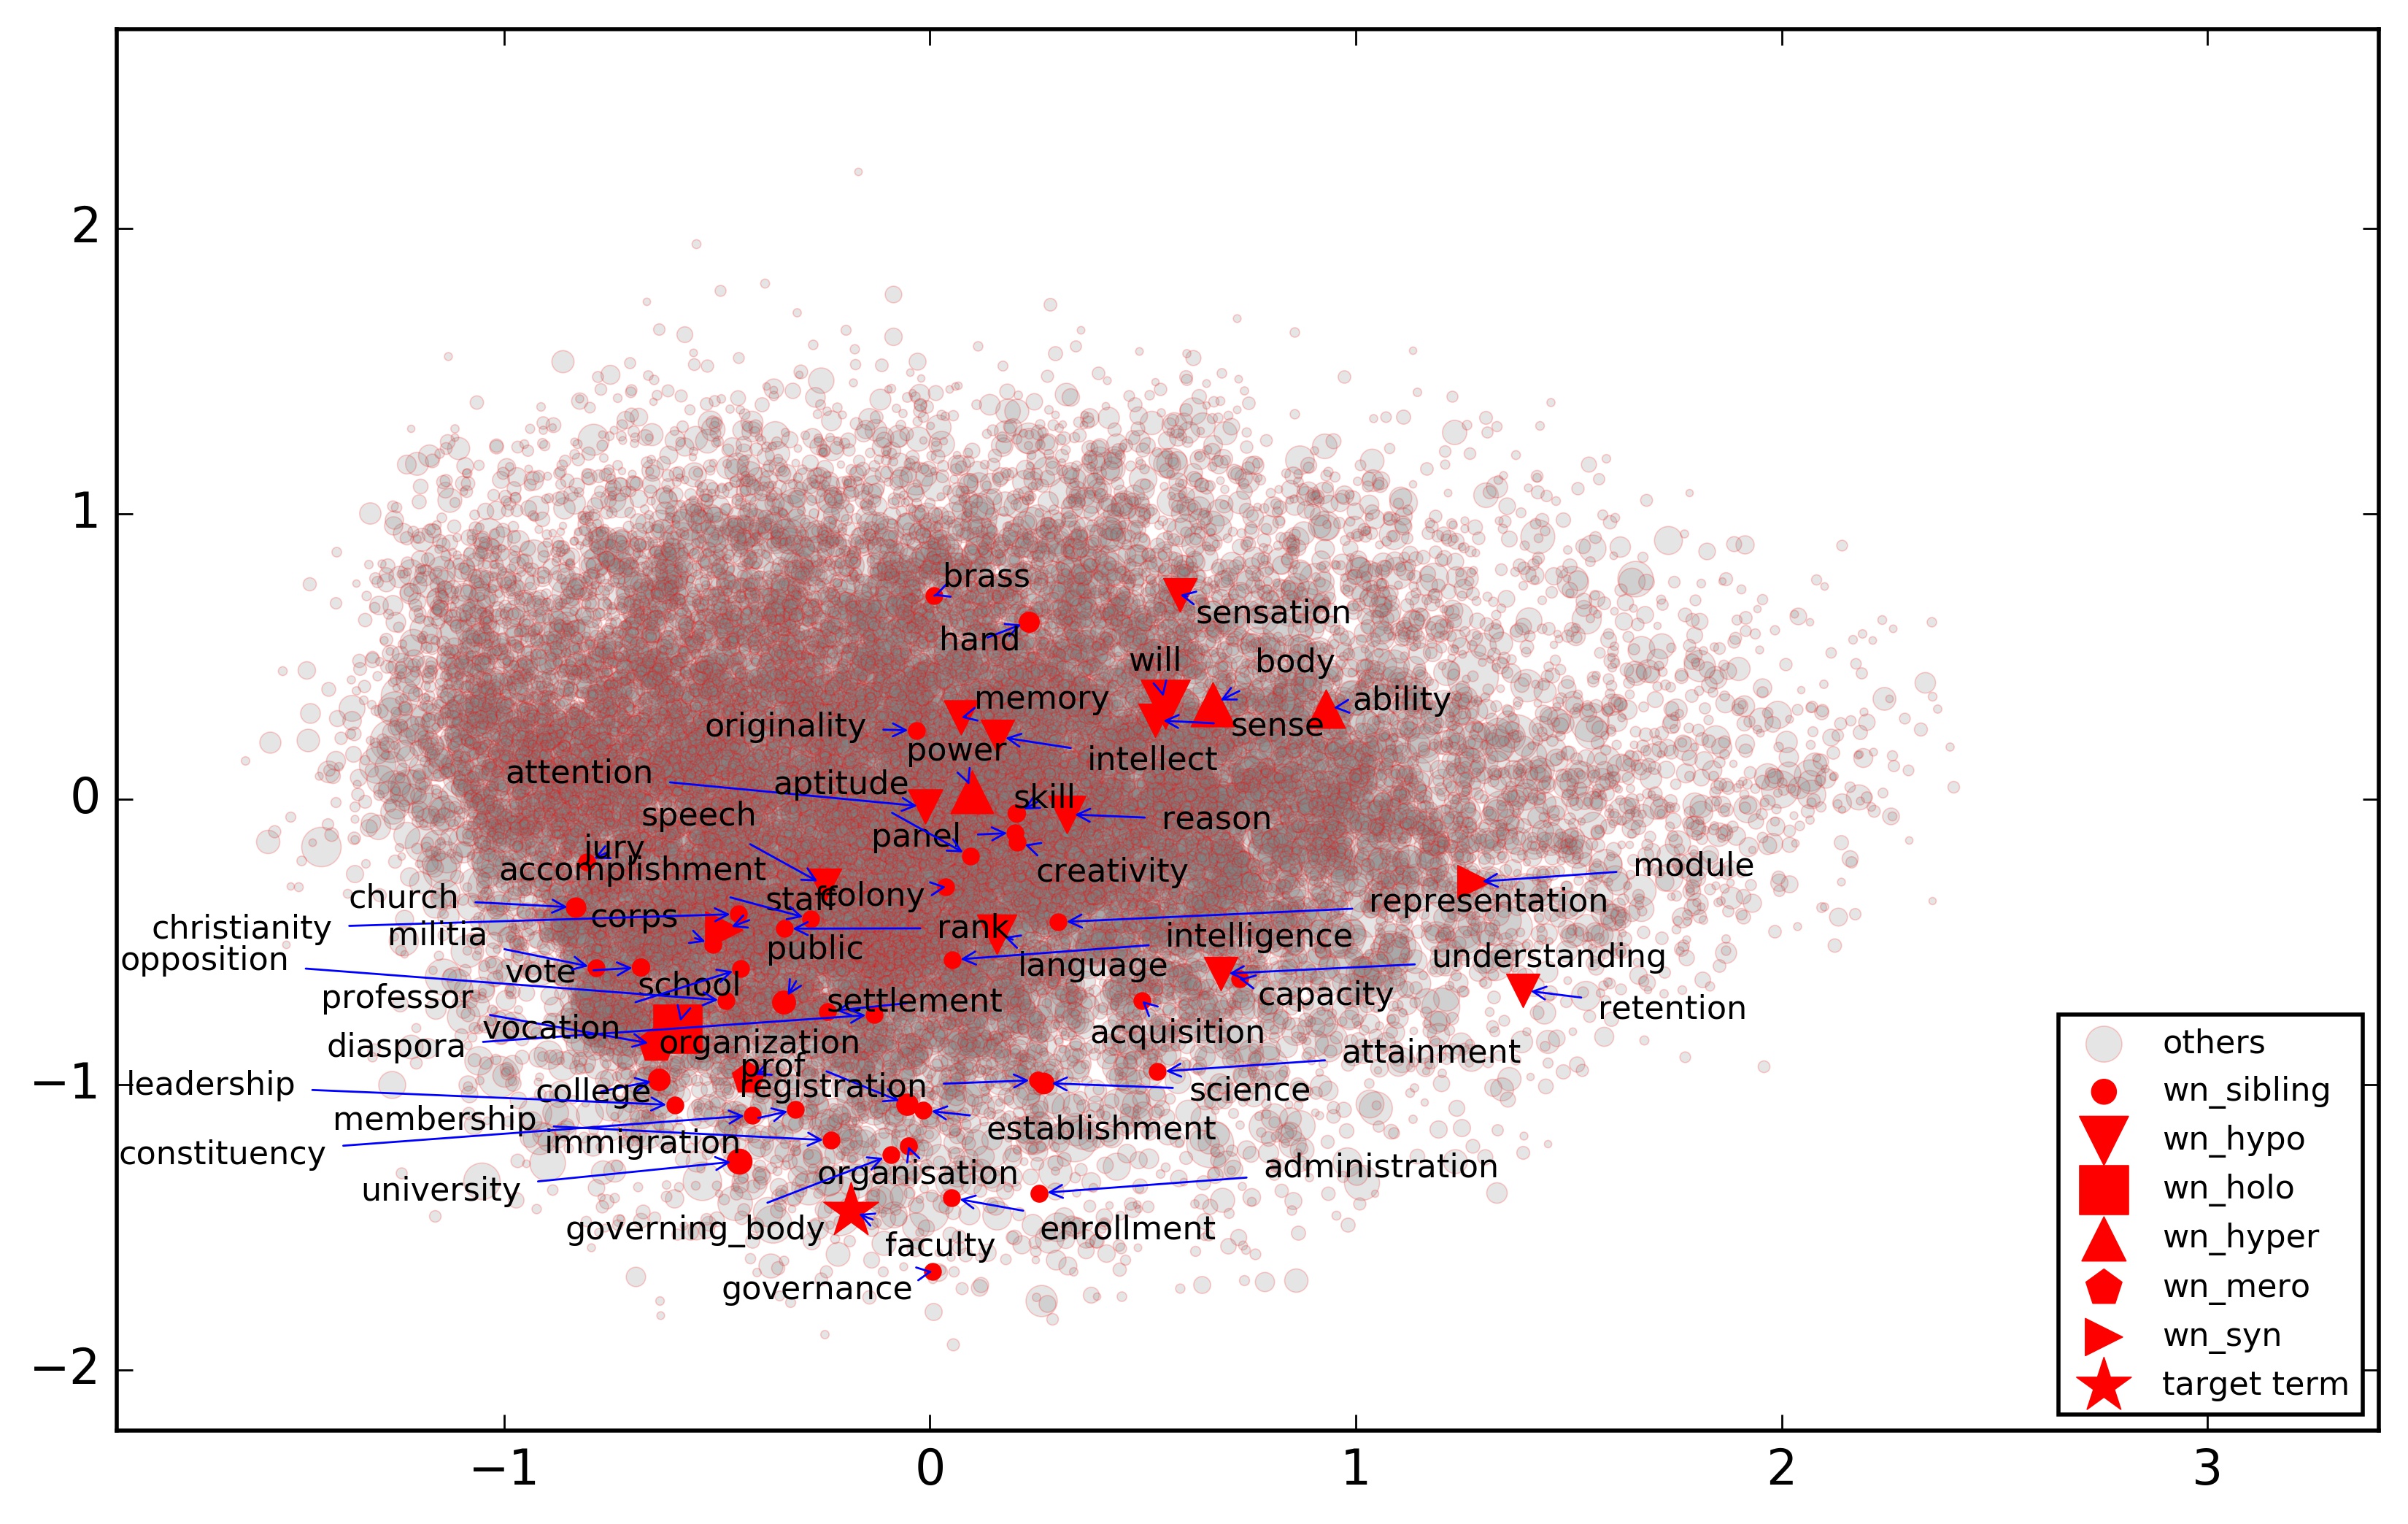 2
1
0
−1
−2
brass
sensation
hand
will
body
memory
ability
originality
sense
power
intellect
attention
aptitude
skill
speech
reason
panel
jury
accomplishment
module
creativity
church
staff
colony
representation
christianity
corps
rank
militia
intelligence
opposition
public
vote
language
understanding
school
capacity
professor
settlement
retention
vocation
acquisition
diaspora
organization
attainment
prof
leadership
college
registration
science
membership
establishment
constituency
immigration
organisation
administration
university
governing_body
enrollment
faculty
governance
others
wn_sibling
wn_hypo
wn_holo
wn_hyper
wn_mero
wn_syn
target term
−1
0
1
2
3